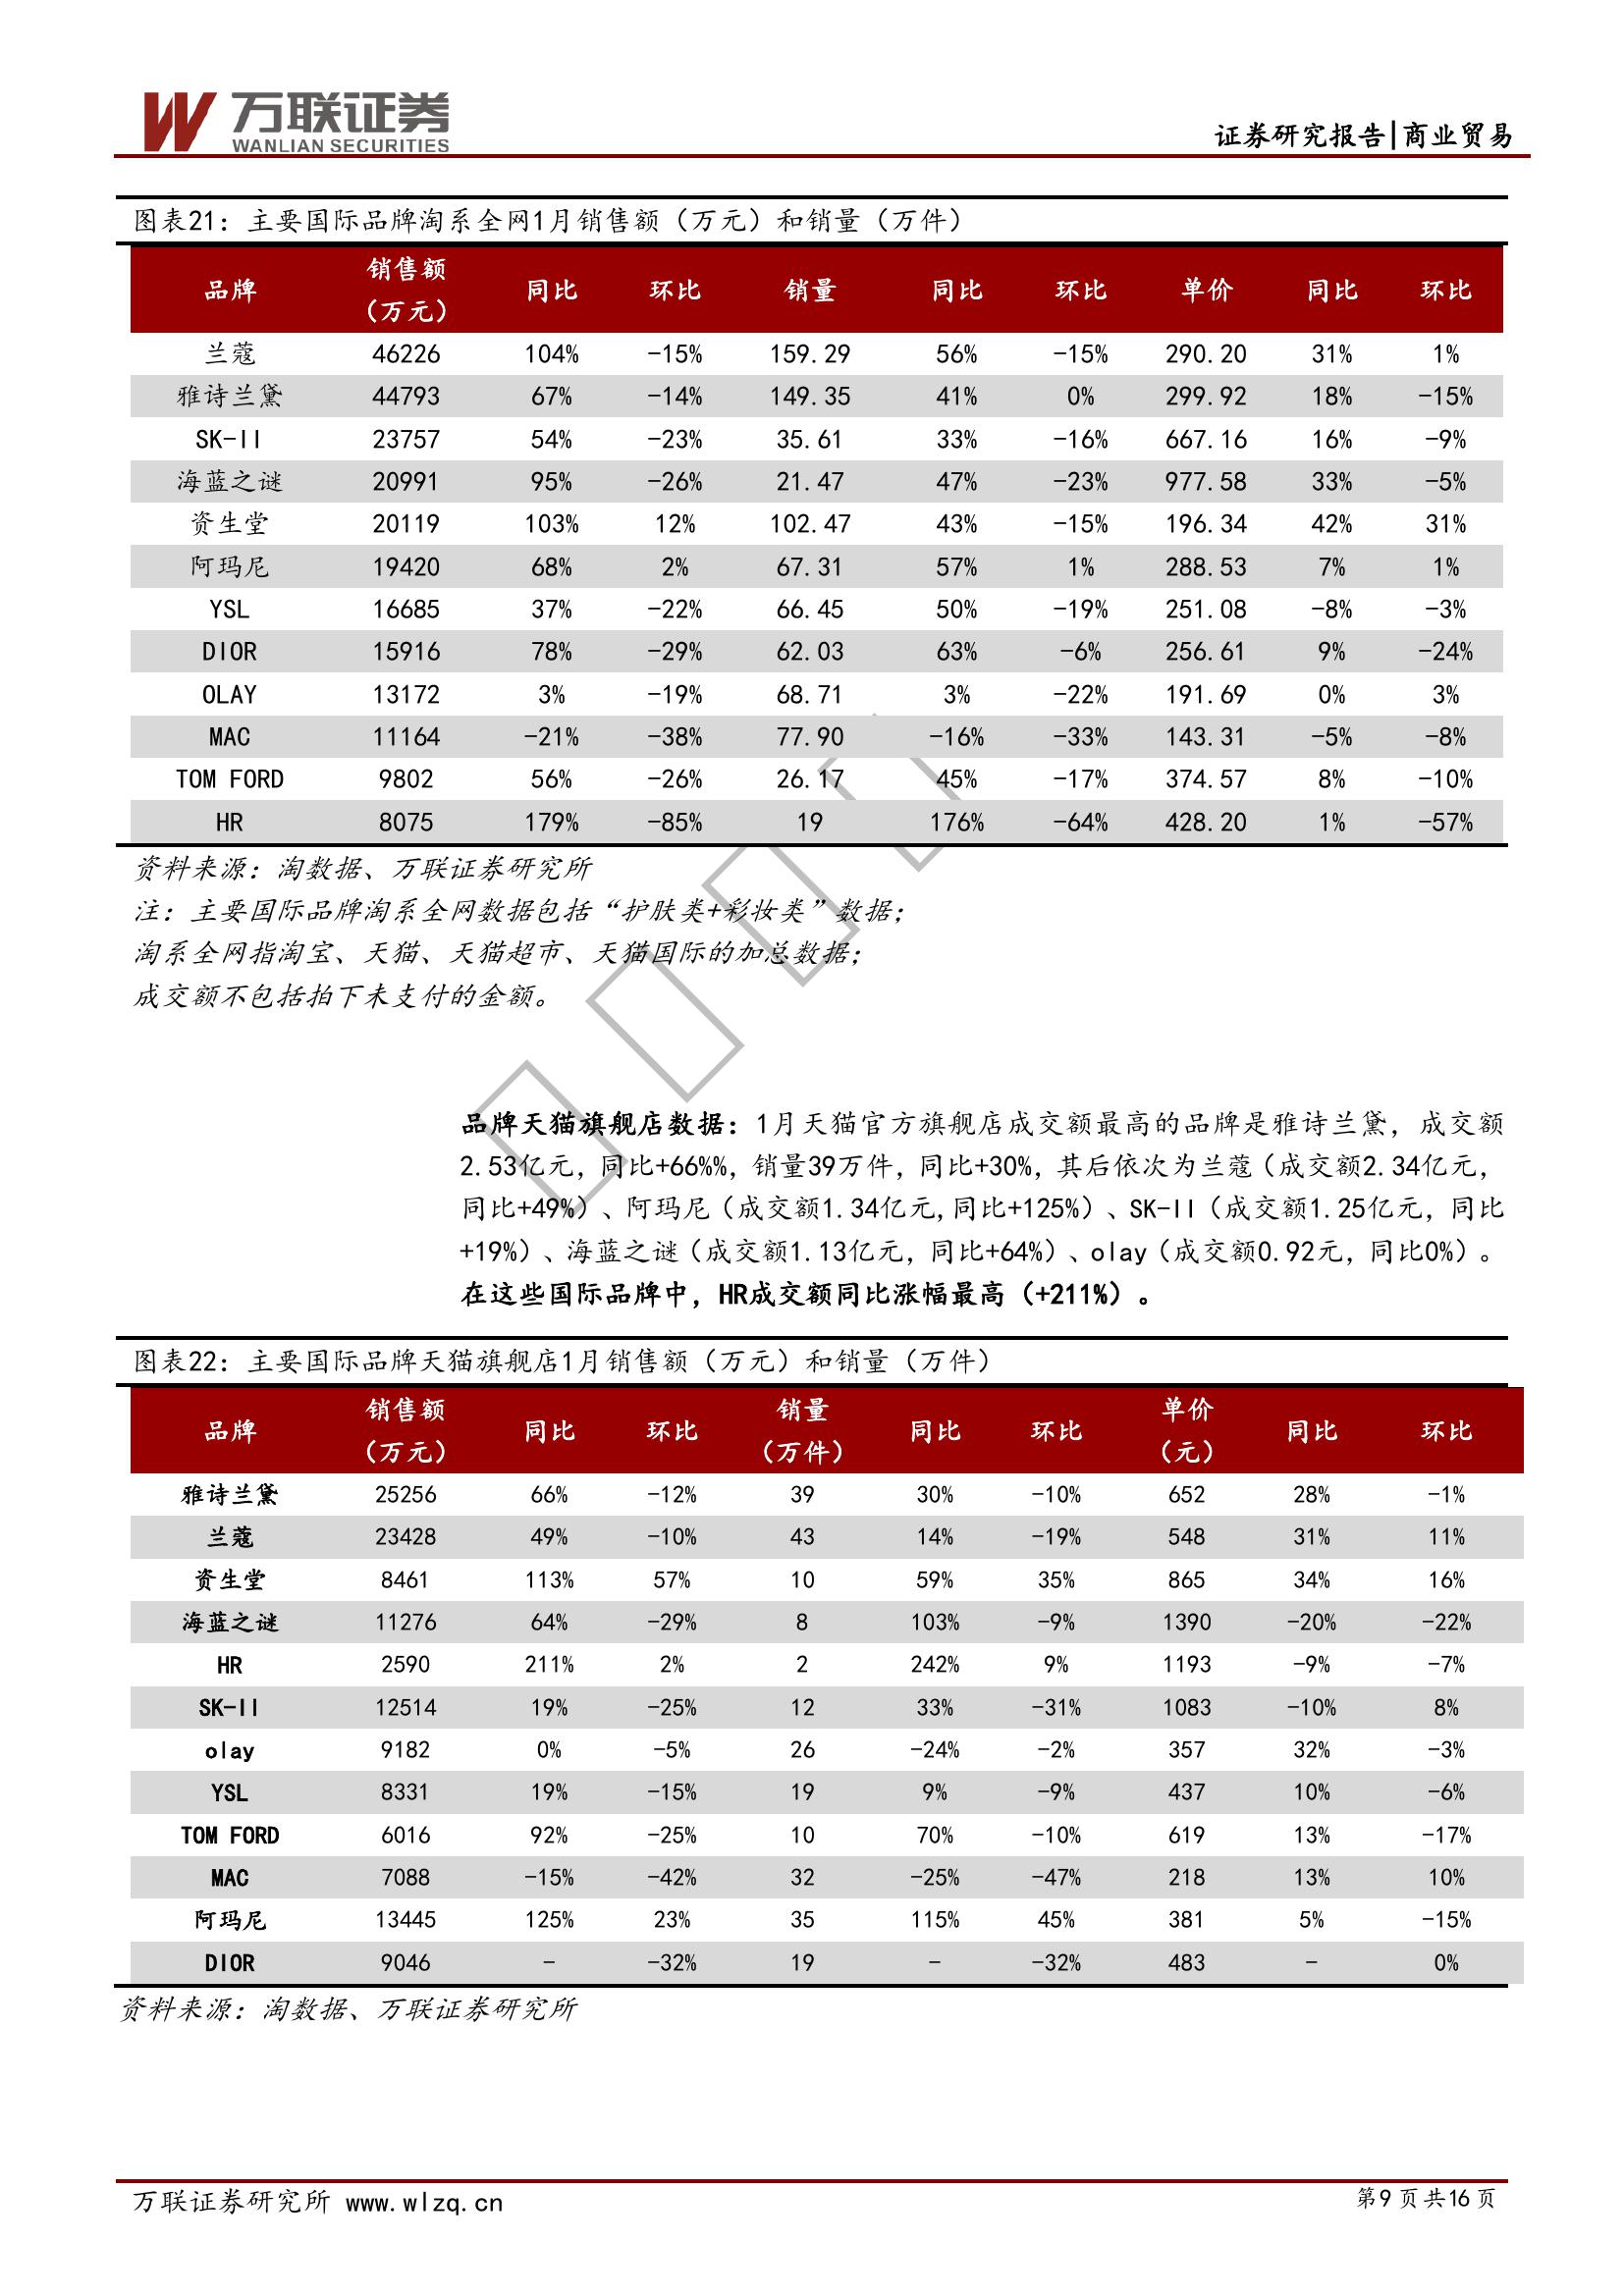 万联证券
WANLIAN SECURITIES
证券研究报告|商业贸易
图表21：主要国际品牌淘系全网1月销售额（万元）和销量（万件）
品牌 销售额（万元） 同比 环比 销量 同比 环比 单价 同比 环比
兰蔻 46226 104% -15% 159.29 56% -15% 290.20 31% 1%
雅诗兰黛 44793 67% -14% 149.35 41% 0% 299.92 18% -15%
SK-II 23757 54% -23% 35.61 33% -16% 667.16 16% -9%
海蓝之谜 20991 95% -26% 21.47 47% -23% 977.58 33% -5%
资生堂 20119 103% 12% 102.47 43% -15% 196.34 42% 31%
阿玛尼 19420 68% 2% 67.31 57% 1% 288.53 7% 1%
YSL 16685 37% -22% 66.45 50% -19% 251.08 -8% -3%
DIOR 15916 78% -29% 62.03 63% -6% 256.61 9% -24%
OLAY 13172 3% -19% 68.71 3% -22% 191.69 0% 3%
MAC 11164 -21% -38% 77.90 -16% -33% 143.31 -5% -8%
TOM FORD 9802 56% -26% 26.17 45% -17% 374.57 8% -10%
HR 8075 179% -85% 19 176% -64% 428.20 1% -57%
资料来源：淘数据、万联证券研究所
注：主要国际品牌淘系全网数据包括“护肤类+彩妆类”数据；
淘系全网指淘宝、天猫、天猫超市、天猫国际的加总数据；
成交额不包括拍下未支付的金额。
品牌天猫旗舰店数据：1月天猫官方旗舰店成交额最高的品牌是雅诗兰黛，成交额
2.53亿元，同比+66%%，销量39万件，同比+30%，其后依次为兰蔻（成交额2.34亿元，
同比+49%）、阿玛尼（成交额1.34亿元，同比+125%）、SK-II（成交额1.25亿元，同比
+19%）、海蓝之谜（成交额1.13亿元，同比+64%）、olay（成交额0.92元，同比0%）。
在这些国际品牌中，HR成交额同比涨幅最高（+211%）。
图表22：主要国际品牌天猫旗舰店1月销售额（万元）和销量（万件）
品牌 销售额（万元） 同比 环比 销量（万件） 同比 环比 单价（元） 同比 环比
雅诗兰黛 25256 66% -12% 39 30% -10% 652 28% -1%
兰蔻 23428 49% -10% 43 14% -19% 548 31% 11%
资生堂 8461 113% 57% 10 59% 35% 865 34% 16%
海蓝之谜 11276 64% -29% 8 103% -9% 1390 -20% -22%
HR 2590 211% 2% 2 242% 9% 1193 -9% -7%
SK-II 12514 19% -25% 12 33% -31% 1083 -10% 8%
olay 9182 0% -5% 26 -24% -2% 357 32% -3%
YSL 8331 19% -15% 19 9% -9% 437 10% -6%
TOM FORD 6016 92% -25% 10 70% -10% 619 13% -17%
MAC 7088 -15% -42% 32 -25% -47% 218 13% 10%
阿玛尼 13445 125% 23% 35 115% 45% 381 5% -15%
DIOR 9046 - -32% 19 - -32% 483 - 0%
资料来源：淘数据、万联证券研究所
万联证券研究所 www.wlzq.cn
第9页共16页